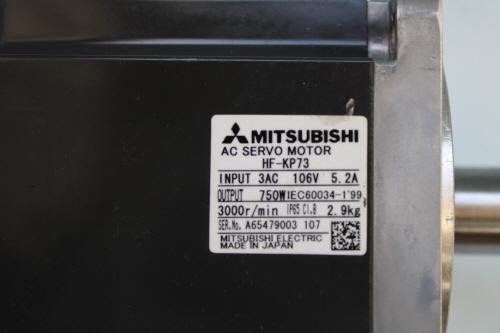 MITSUBISHI
AC SERVO MOTOR
HF-KP73
INPUT 3AC 106V 5.2A
OUTPUT 750W IEC60034-1'99
3000r/min IP65 Cl.B 2.9kg
SER.No. A65479003 107
MITSUBISHI ELECTRIC
MADE IN JAPAN